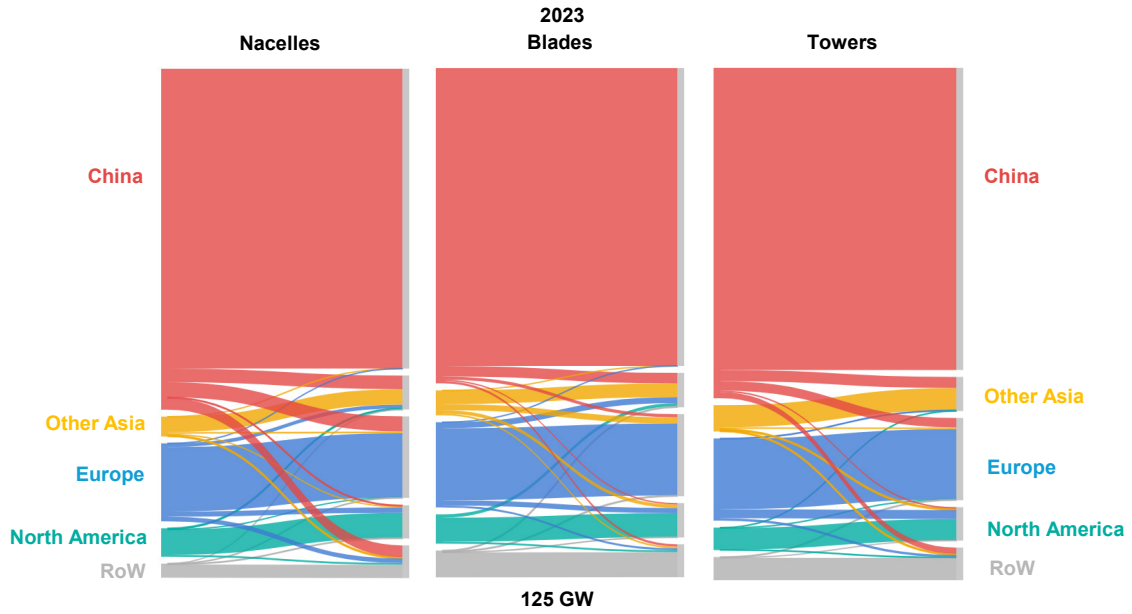 2023
Nacelles
Blades
Towers
China
China
Other Asia
Other Asia
Europe
Europe
North America
North America
RoW
RoW
125 GW